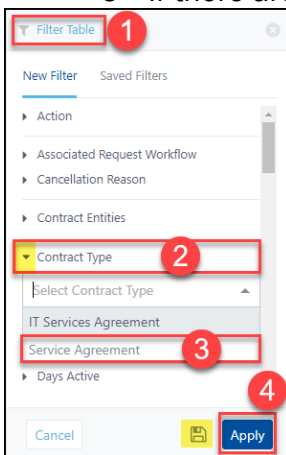 Filter Table
1
New Filter Saved Filters
Action
Associated Request Workflow
Cancellation Reason
Contract Entities
Contract Type
2
Select Contract Type
IT Services Agreement
Service Agreement
3
Days Active
4
Cancel
Apply